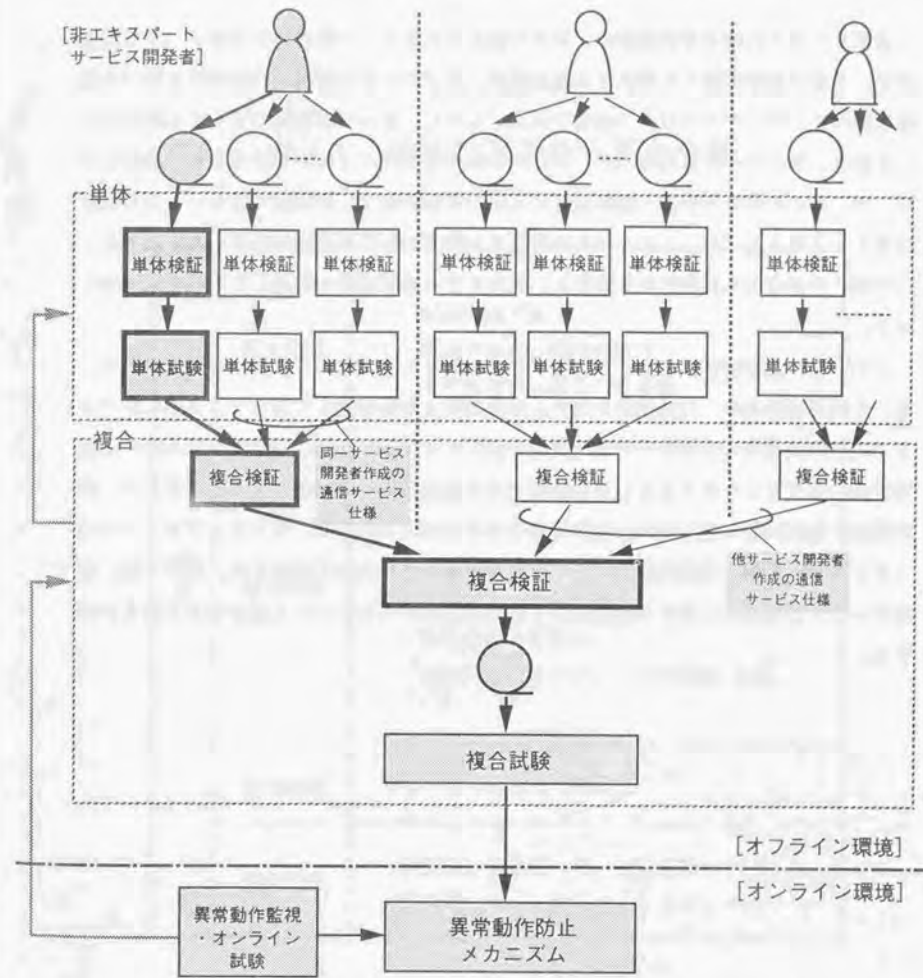 [非エキスパート
サービス開発者]
単体
単体検証
単体検証
単体検証
単体検証
単体検証
単体検証
単体検証
単体試験
単体試験
単体試験
単体試験
単体試験
単体試験
単体試験
複合
複合検証
同一サービス
開発者作成の
通信サービス
仕様
複合検証
複合検証
複合検証
他サービス開発者
作成の通信
サービス仕様
複合試験
[オフライン環境]
[オンライン環境]
異常動作監視
・オンライン
試験
異常動作防止
メカニズム